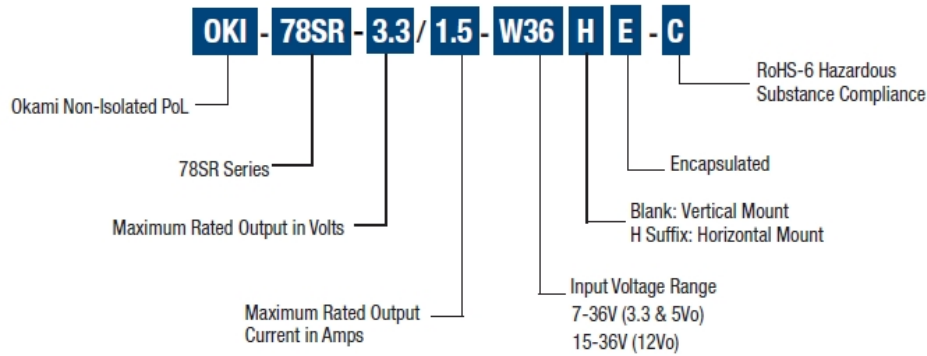 OKI - 78SR - 3.3 / 1.5 - W36 H E - C
RoHS-6 Hazardous
Substance Compliance
Okami Non-Isolated PoL
Encapsulated
78SR Series
Blank: Vertical Mount
H Suffix: Horizontal Mount
Maximum Rated Output in Volts
Input Voltage Range
7-36V (3.3 & 5Vo)
15-36V (12Vo)
Maximum Rated Output
Current in Amps